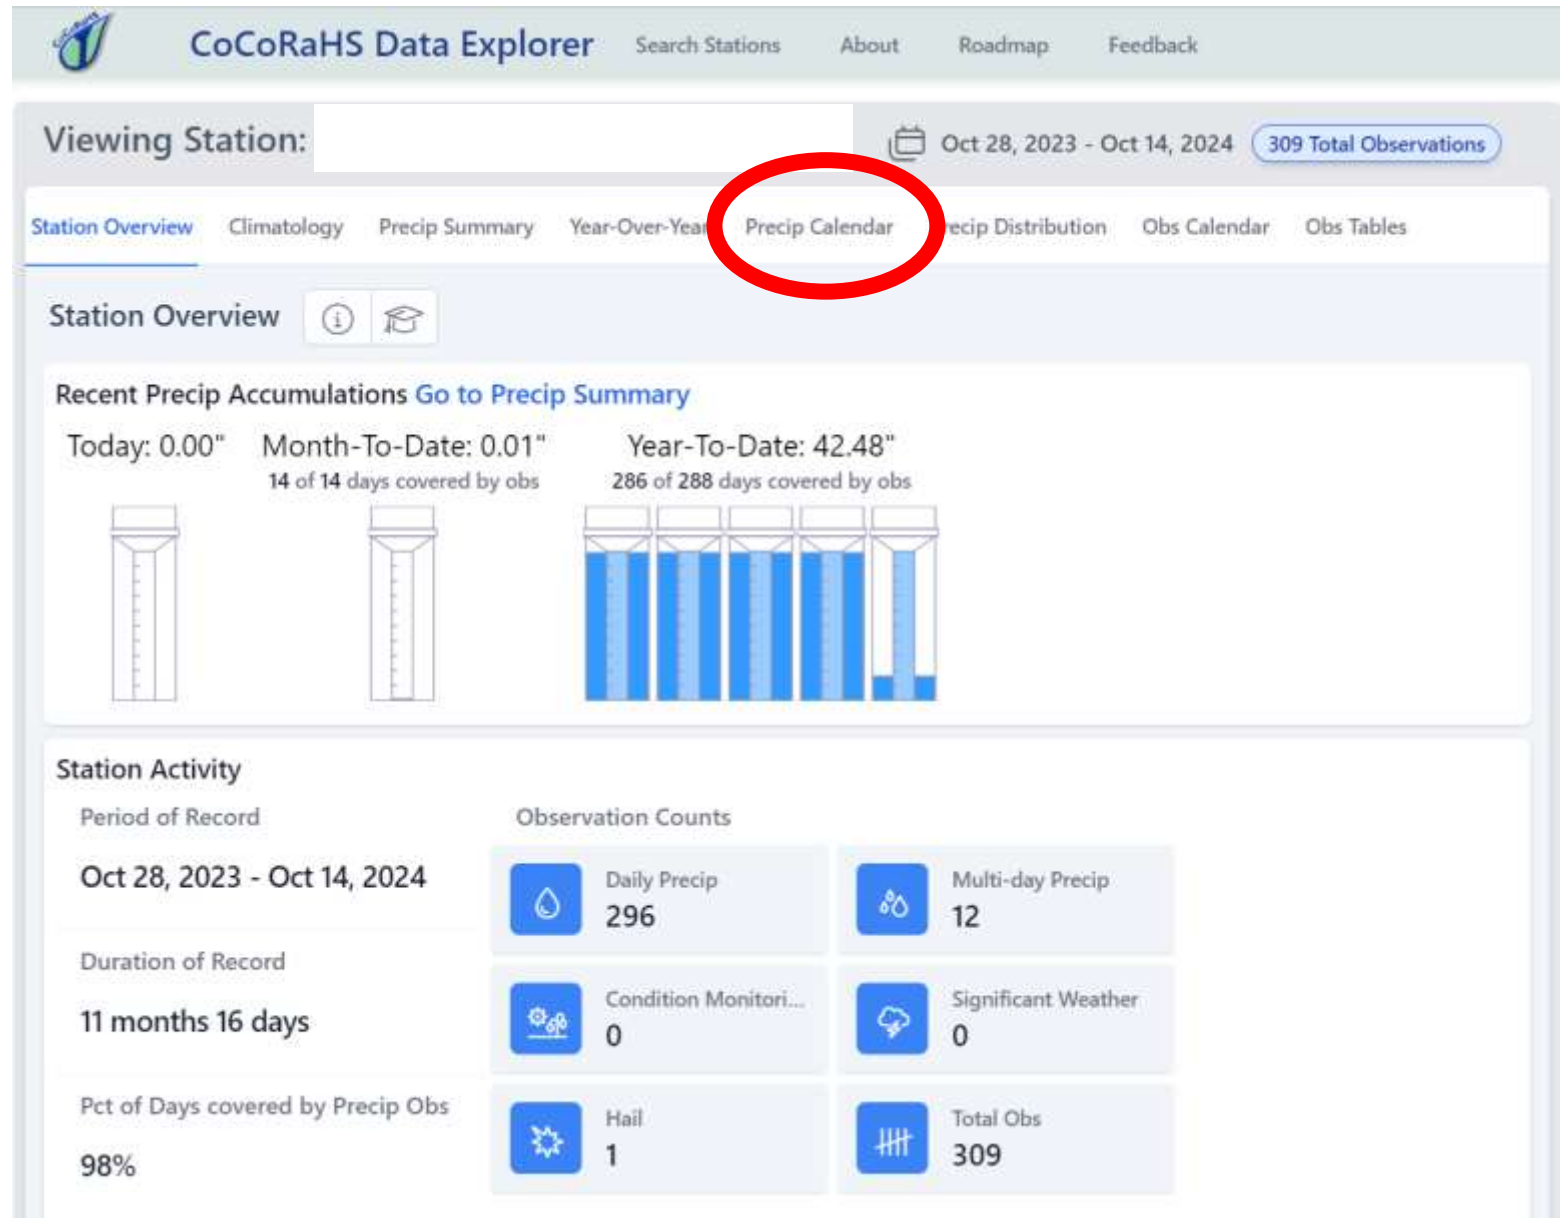 CoCoRaHS Data Explorer Search Stations About Roadmap Feedback
Viewing Station: Oct 28, 2023 - Oct 14, 2024 309 Total Observations
Station Overview Climatology Precip Summary Year-Over-Year Precip Calendar Precip Distribution Obs Calendar Obs Tables
Station Overview
Recent Precip Accumulations Go to Precip Summary
Today: 0.00" Month-To-Date: 0.01" Year-To-Date: 42.48"
14 of 14 days covered by obs 286 of 288 days covered by obs
Station Activity
Period of Record Observation Counts
Oct 28, 2023 - Oct 14, 2024
Daily Precip
296
Multi-day Precip
12
Duration of Record
11 months 16 days
Condition Monitori...
0
Significant Weather
0
Pct of Days covered by Precip Obs
98%
Hail
1
Total Obs
309